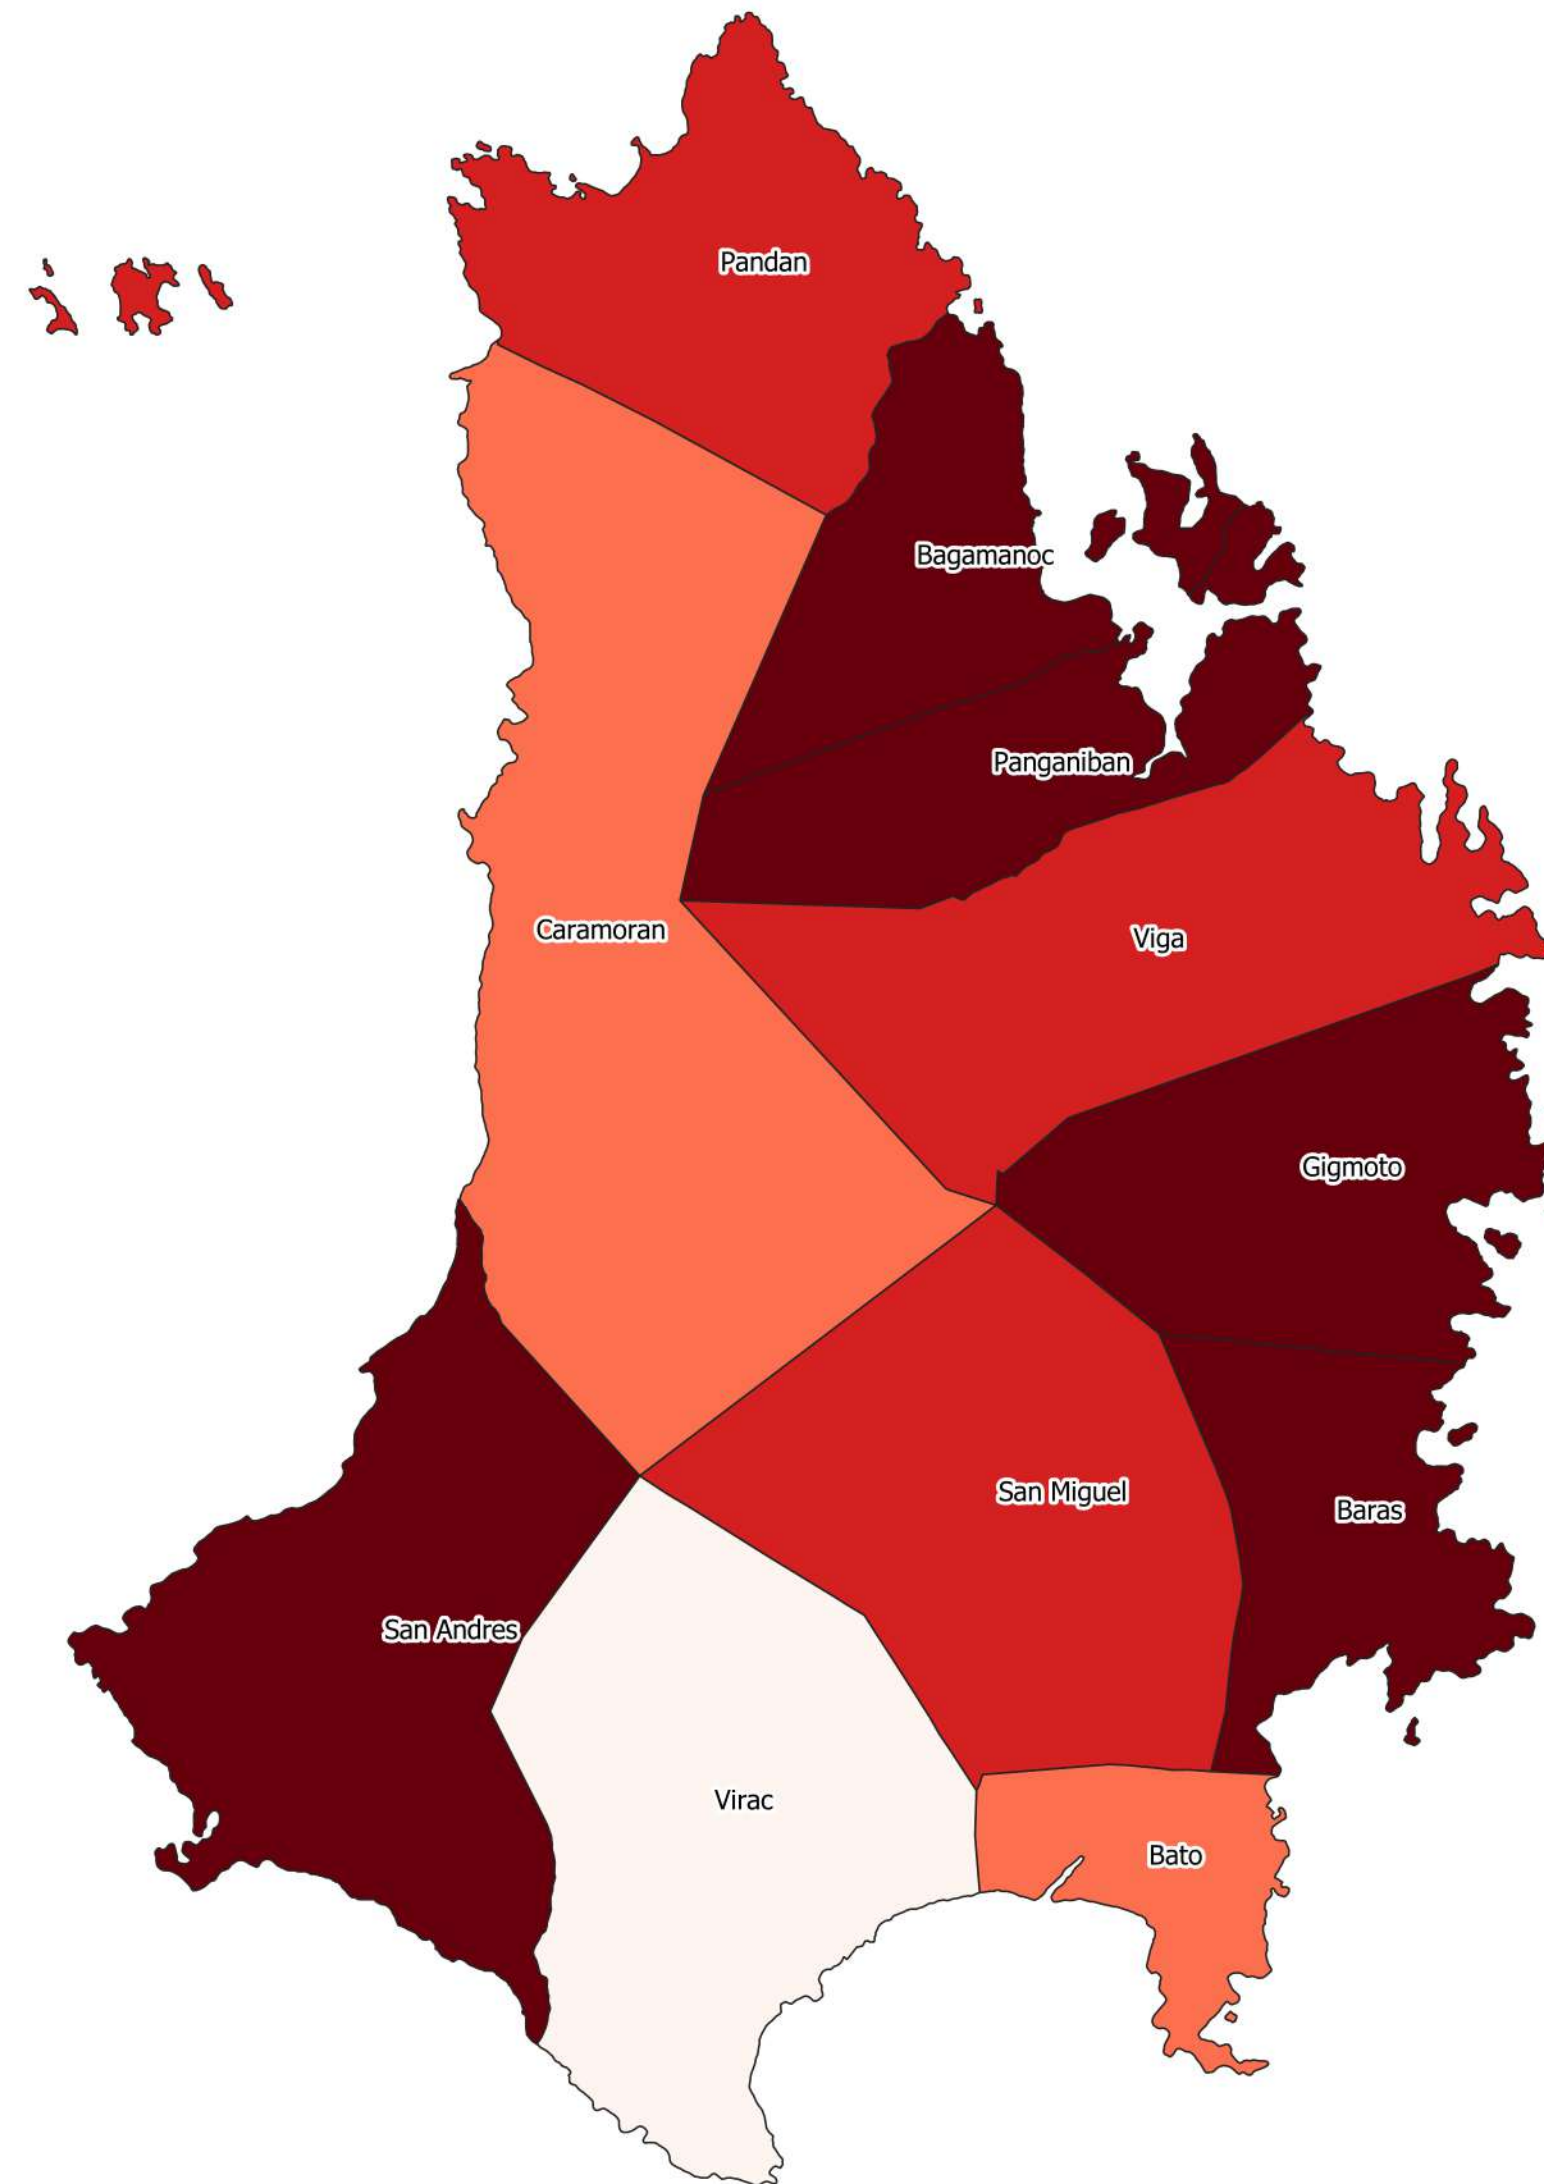 Pandan
Bagamanoc
Panganiban
Caramoran
Viga
Gigmoto
San Miguel
Baras
San Andres
Virac
Bato